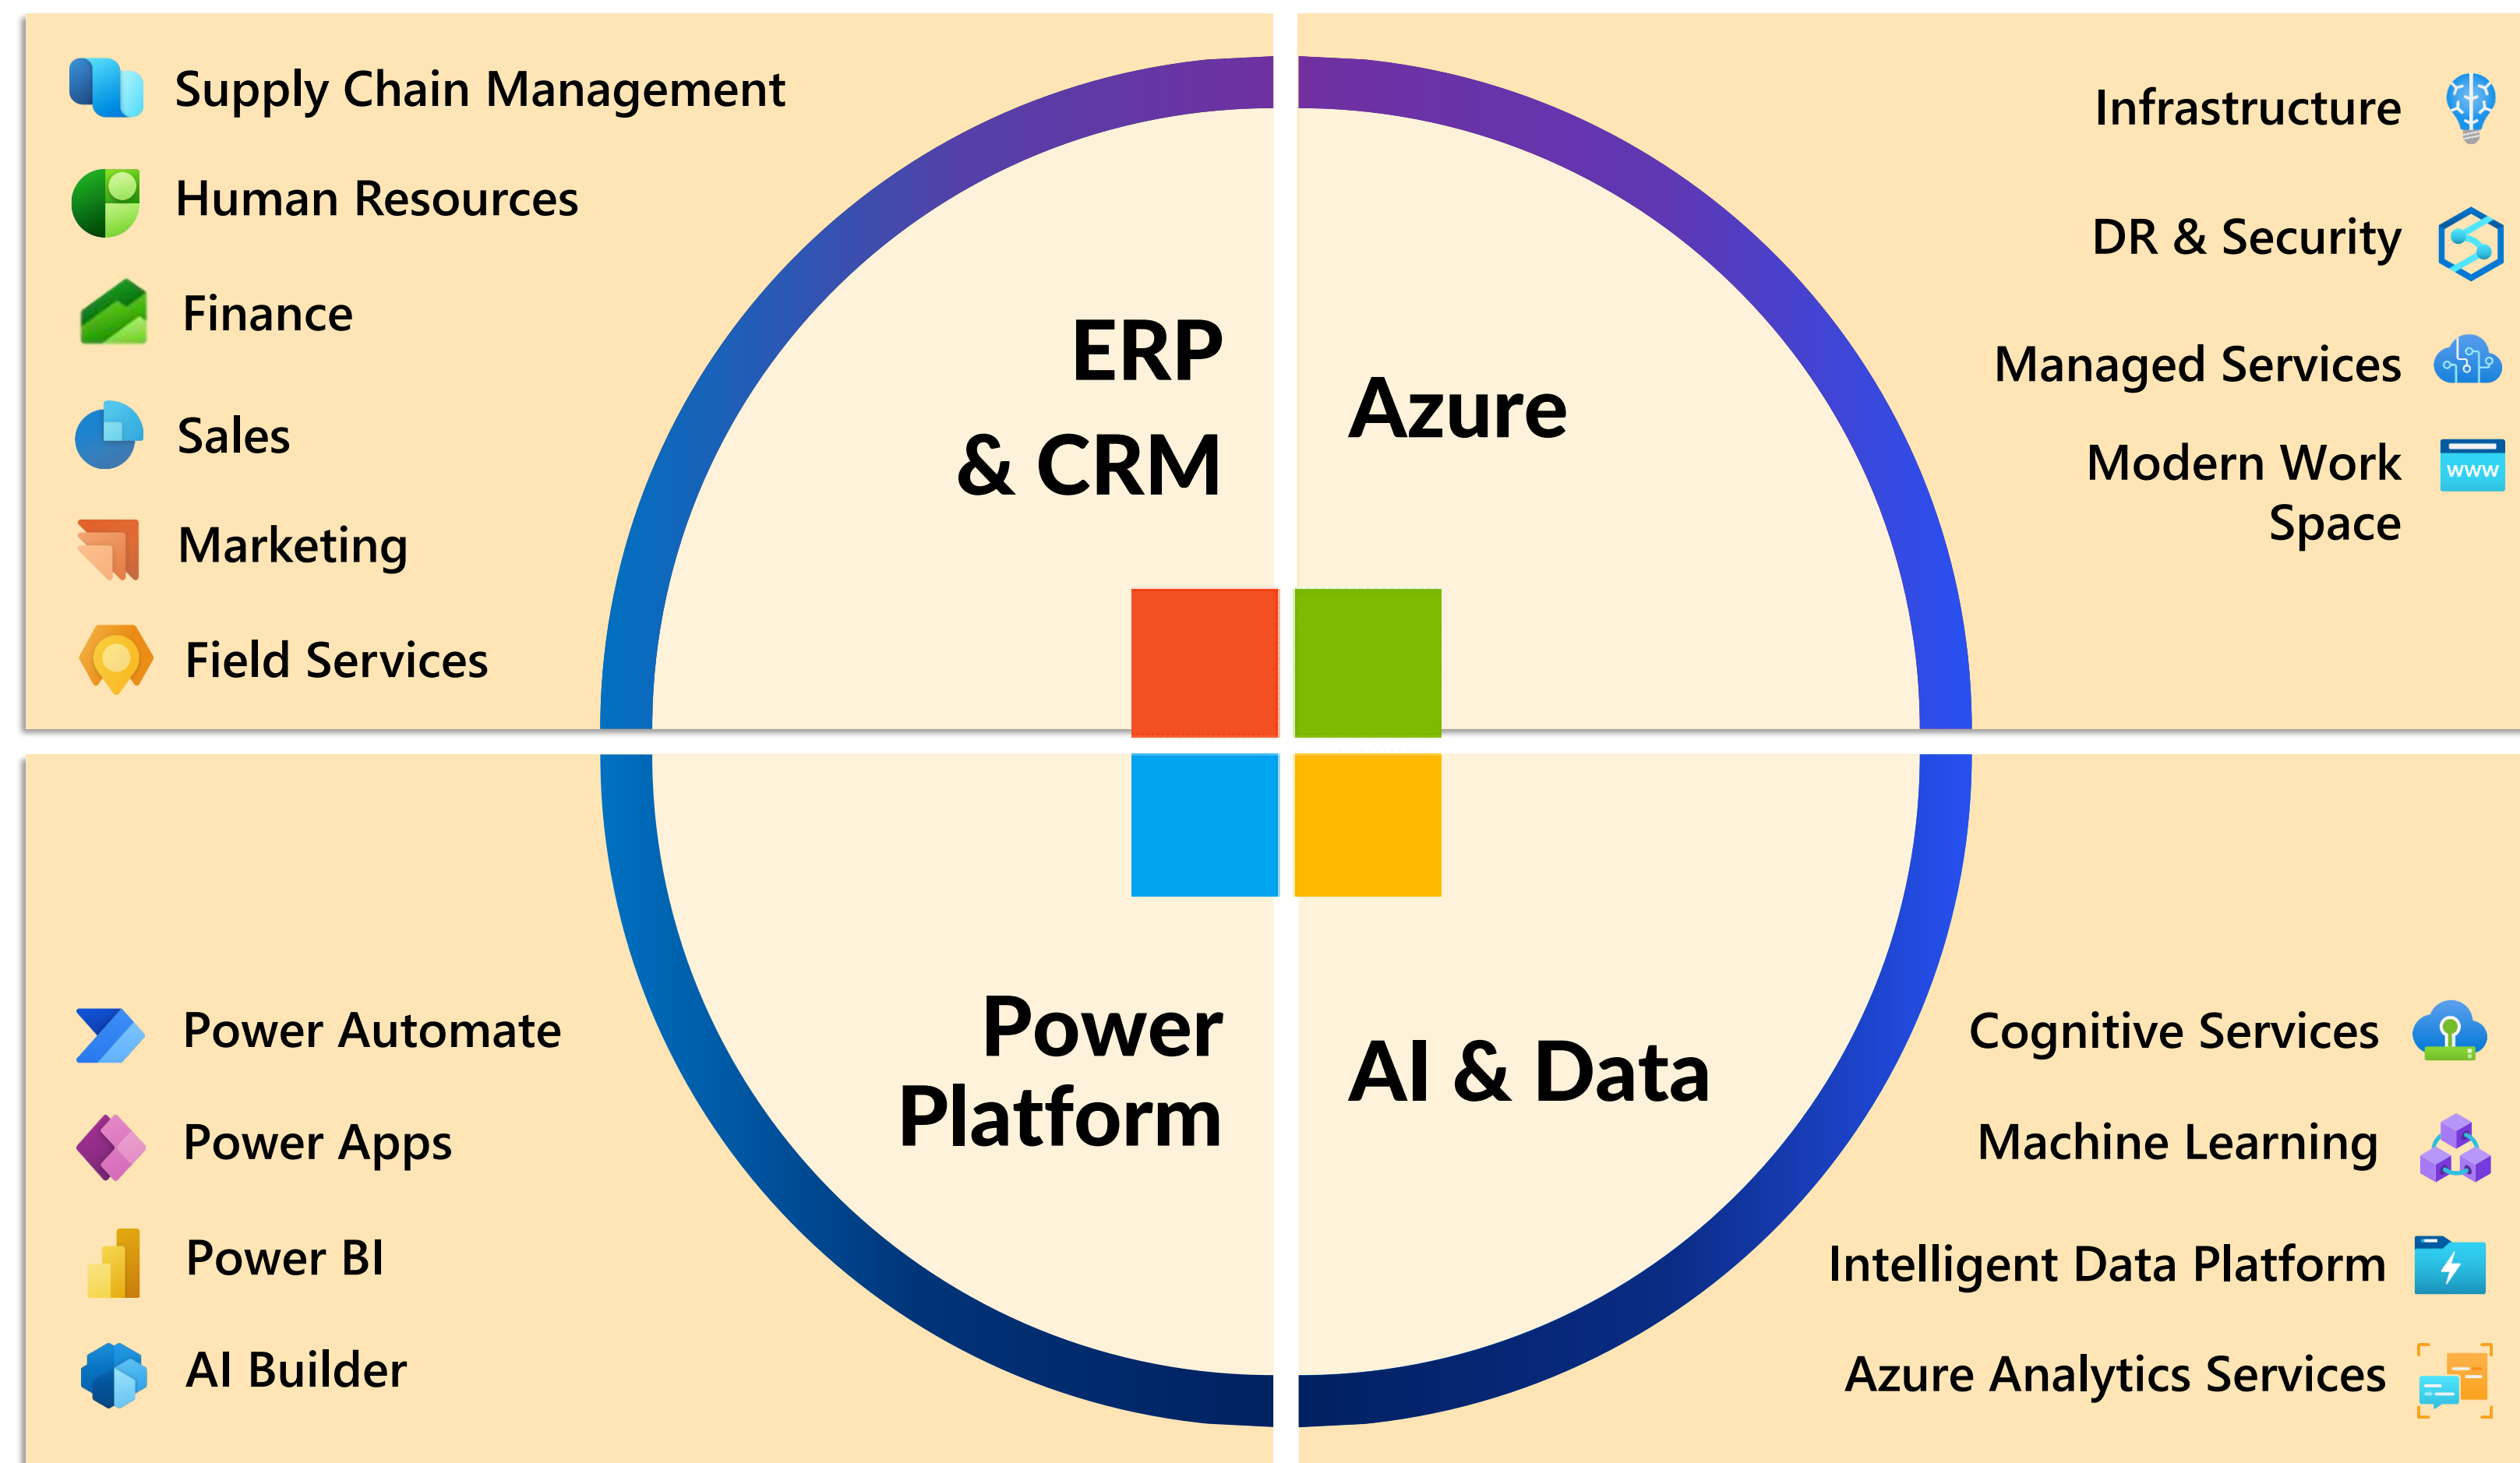 Supply Chain Management
Human Resources
Finance
Sales
Marketing
Field Services
ERP
& CRM
Azure
Infrastructure
DR & Security
Managed Services
Modern Work
Space
www
Power Automate
Power Apps
Power BI
AI Builder
Power
Platform
AI & Data
Cognitive Services
Machine Learning
Intelligent Data Platform
Azure Analytics Services